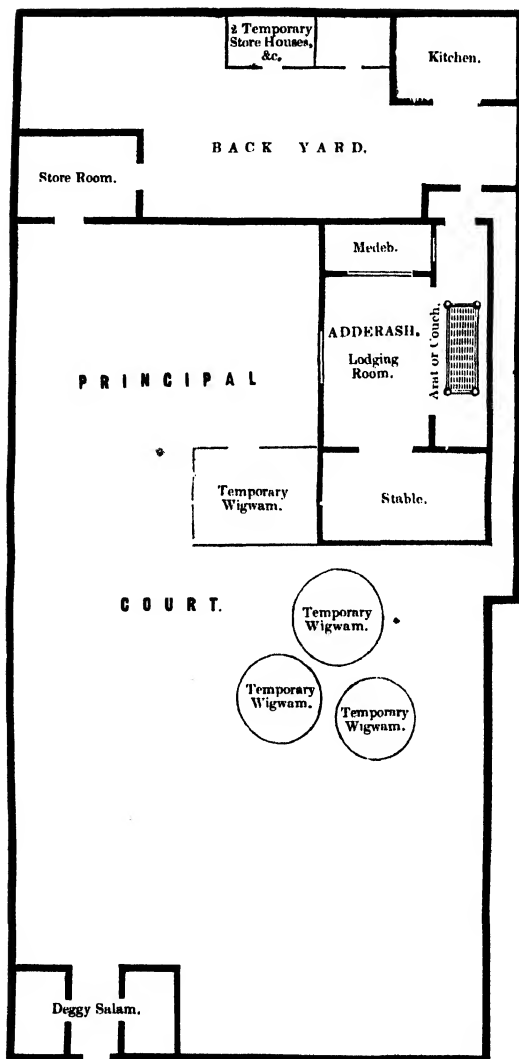 2 Temporary
Store Houses,
&c.
Kitchen.
BACK YARD.
Store Room.
Medeb.
ADDERASH.
Lodging
Room.
Arat or Couch.
PRINCIPAL
Temporary
Wigwam.
Stable.
COURT.
Temporary
Wigwam.
Temporary
Wigwam.
Temporary
Wigwam.
Deggy Salam.